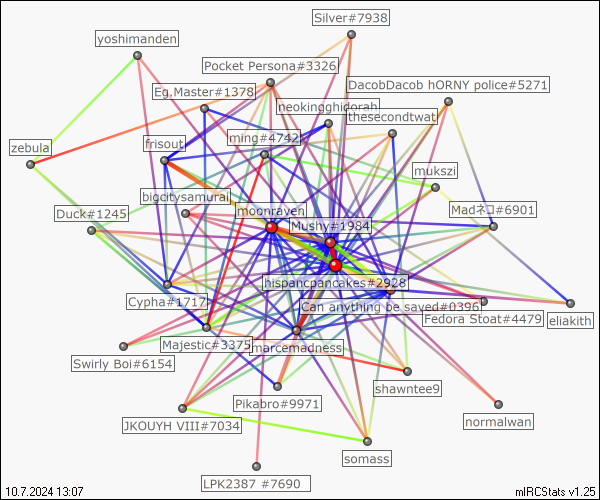 Silver#7938
yoshimanden
Pocket Persona#3326
DacobDacob hORNY police#5271
Eg.Master#1378
neokingghidorah
thesecondtwat
ming#4742
frisout
zebula
mukszi
bigcitysamurai
Duck#1245
moonraven
Madネコ#6901
Mushy#1984
hispancpancakes#2928
Cypha#1717
Can anything be sayed#0396
Fedora Stoat#4479
eliakith
Majestic#3375
marcemadness
Swirly Boi#6154
shawntee9
Pikabro#9971
normalwan
JKOUYH VIII#7034
somass
LPK2387 #7690
10.7.2024 13:07
mIRCStats v1.25